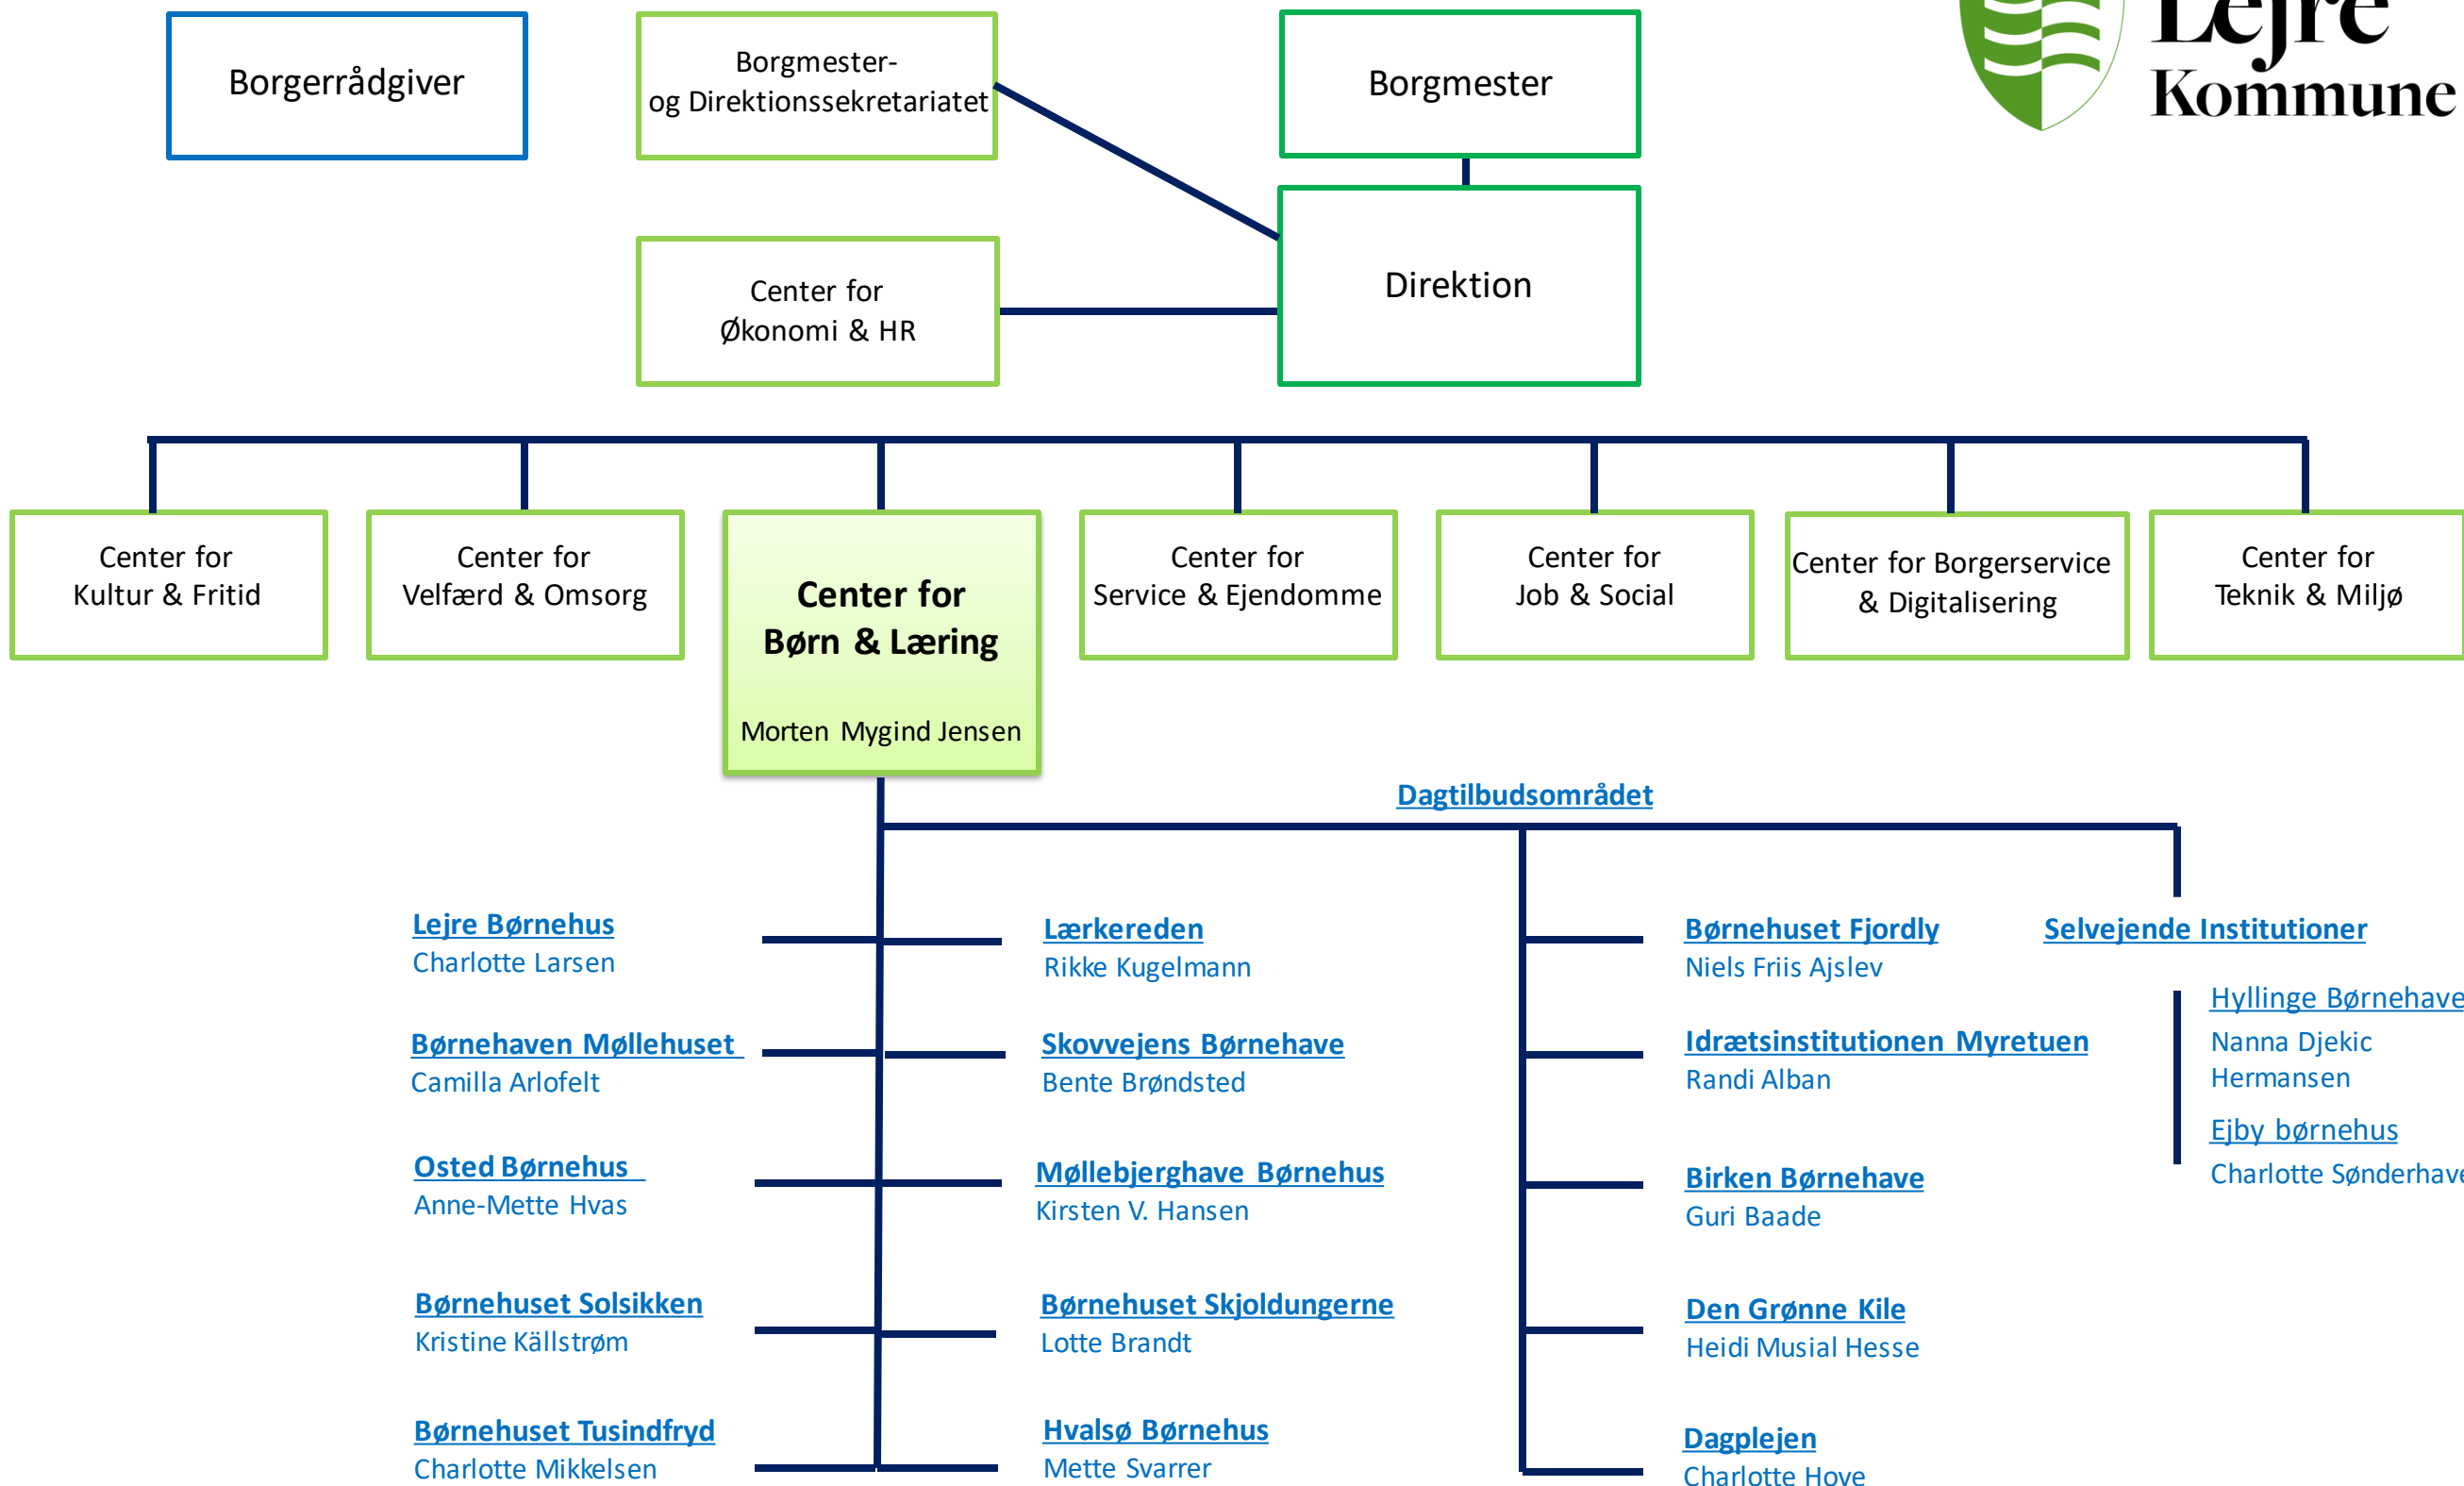 Lejre
Kommune
Borgerrådgiver
Borgmester-
og Direktionssekretariatet
Borgmester
Direktion
Center for
Økonomi & HR
Center for
Kultur & Fritid
Center for
Velfærd & Omsorg
Center for
Børn & Læring
Morten Mygind Jensen
Center for
Service & Ejendomme
Center for
Job & Social
Center for Borgerservice
& Digitalisering
Center for
Teknik & Miljø
Dagtilbudsområdet
Lejre Børnehus
Charlotte Larsen
Børnehaven Møllehuset
Camilla Arlofelt
Osted Børnehus
Anne-Mette Hvas
Børnehuset Solsikken
Kristine Källstrøm
Børnehuset Tusindfryd
Charlotte Mikkelsen
Lærkereden
Rikke Kugelmann
Skovvejens Børnehave
Bente Brøndsted
Møllebjerghave Børnehus
Kirsten V. Hansen
Børnehuset Skjoldungerne
Lotte Brandt
Hvalsø Børnehus
Mette Svarrer
Børnehuset Fjordly
Niels Friis Ajslev
Idrætsinstitutionen Myretuen
Randi Alban
Birken Børnehave
Guri Baade
Den Grønne Kile
Heidi Musial Hesse
Dagplejen
Charlotte Hove
Selvejende Institutioner
Hyllinge Børnehave
Nanna Djekic
Hermansen
Ejby børnehus
Charlotte Sønderhave